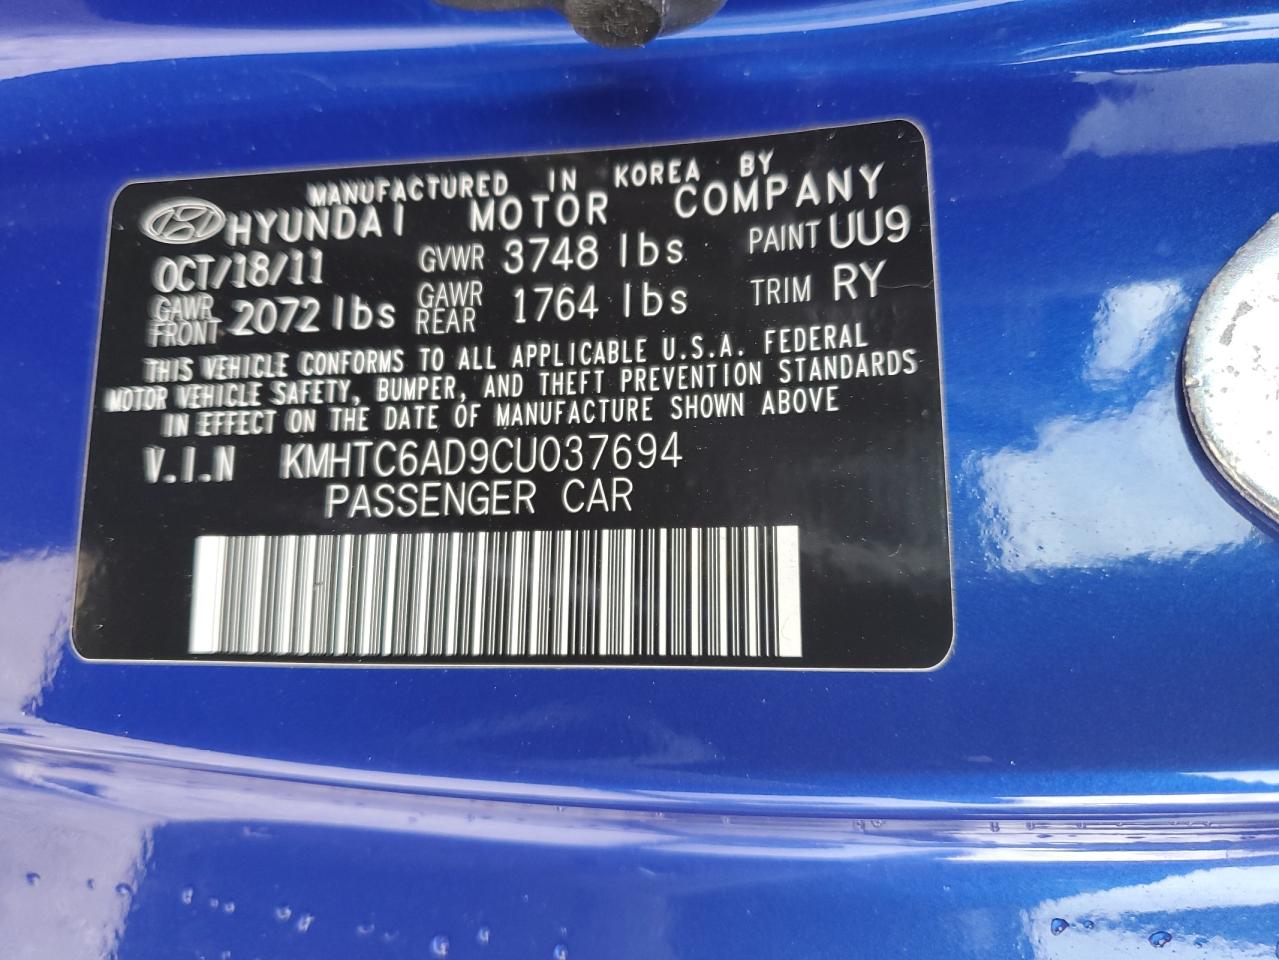 MANUFACTURED IN KOREA BY
HYUNDAI MOTOR COMPANY
OCT/18/11 GVWR 3748 lbs PAINT UU9
GAWR FRONT 2072 lbs GAWR REAR 1764 lbs TRIM RY
THIS VEHICLE CONFORMS TO ALL APPLICABLE U.S.A. FEDERAL
MOTOR VEHICLE SAFETY, BUMPER, AND THEFT PREVENTION STANDARDS
IN EFFECT ON THE DATE OF MANUFACTURE SHOWN ABOVE
V.I.N KMHTC6AD9CU037694
PASSENGER CAR